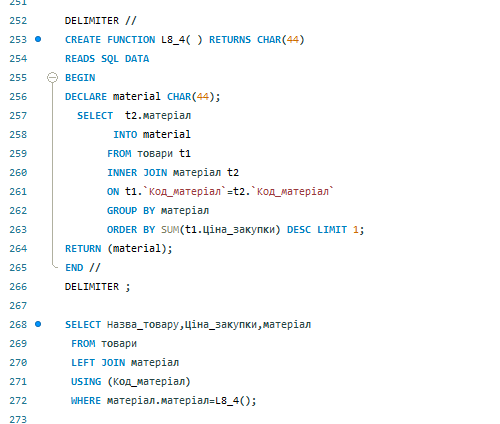 251
252 DELIMITER //
253 CREATE FUNCTION L8_4( ) RETURNS CHAR(44)
254 READS SQL DATA
255 BEGIN
256 DECLARE material CHAR(44);
257 SELECT t2.матеріал
258 INTO material
259 FROM товари t1
260 INNER JOIN матеріал t2
261 ON t1.`Код_матеріал`=t2.`Код_матеріал`
262 GROUP BY матеріал
263 ORDER BY SUM(t1.Ціна_закупки) DESC LIMIT 1;
264 RETURN (material);
265 END //
266 DELIMITER ;
267
268 SELECT Назва_товару,Ціна_закупки,матеріал
269 FROM товари
270 LEFT JOIN матеріал
271 USING (Код_матеріал)
272 WHERE матеріал.матеріал=L8_4();
273